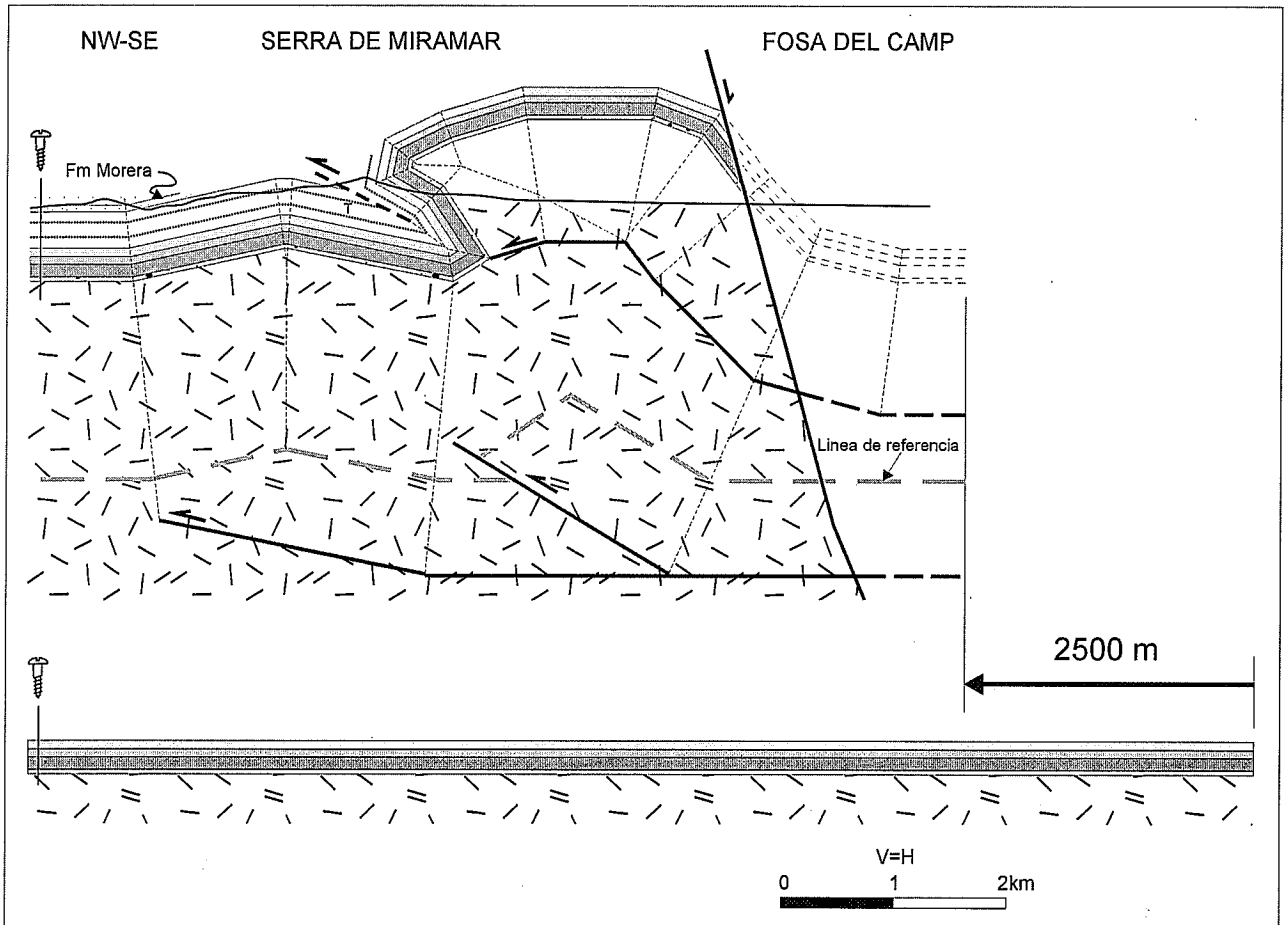 NW-SE SERRA DE MIRAMAR FOSA DEL CAMP
Fm Morera
T
Linea de referencia
2500 m
V=H
0 1 2km